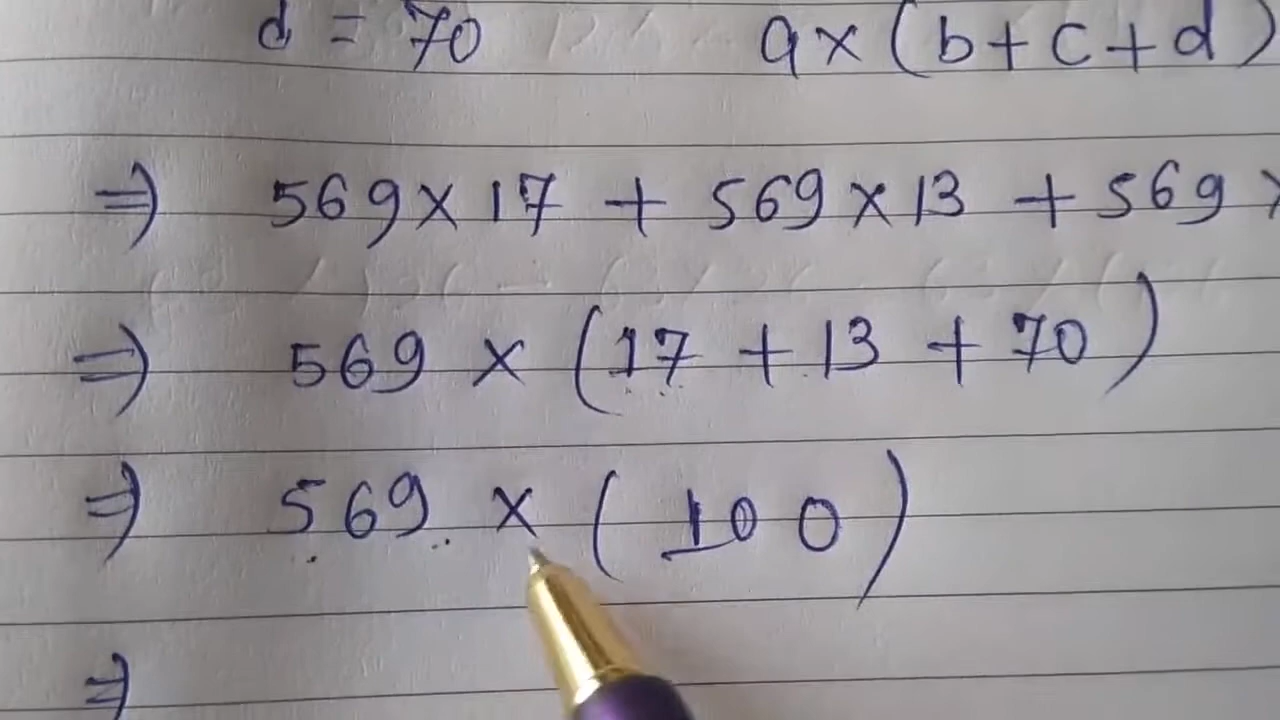 d = 70 a×(b+c+d)
⇒ 569×17 + 569×13 + 569×
⇒ 569 × (17 + 13 + 70)
⇒ 569 × (100)
⇒